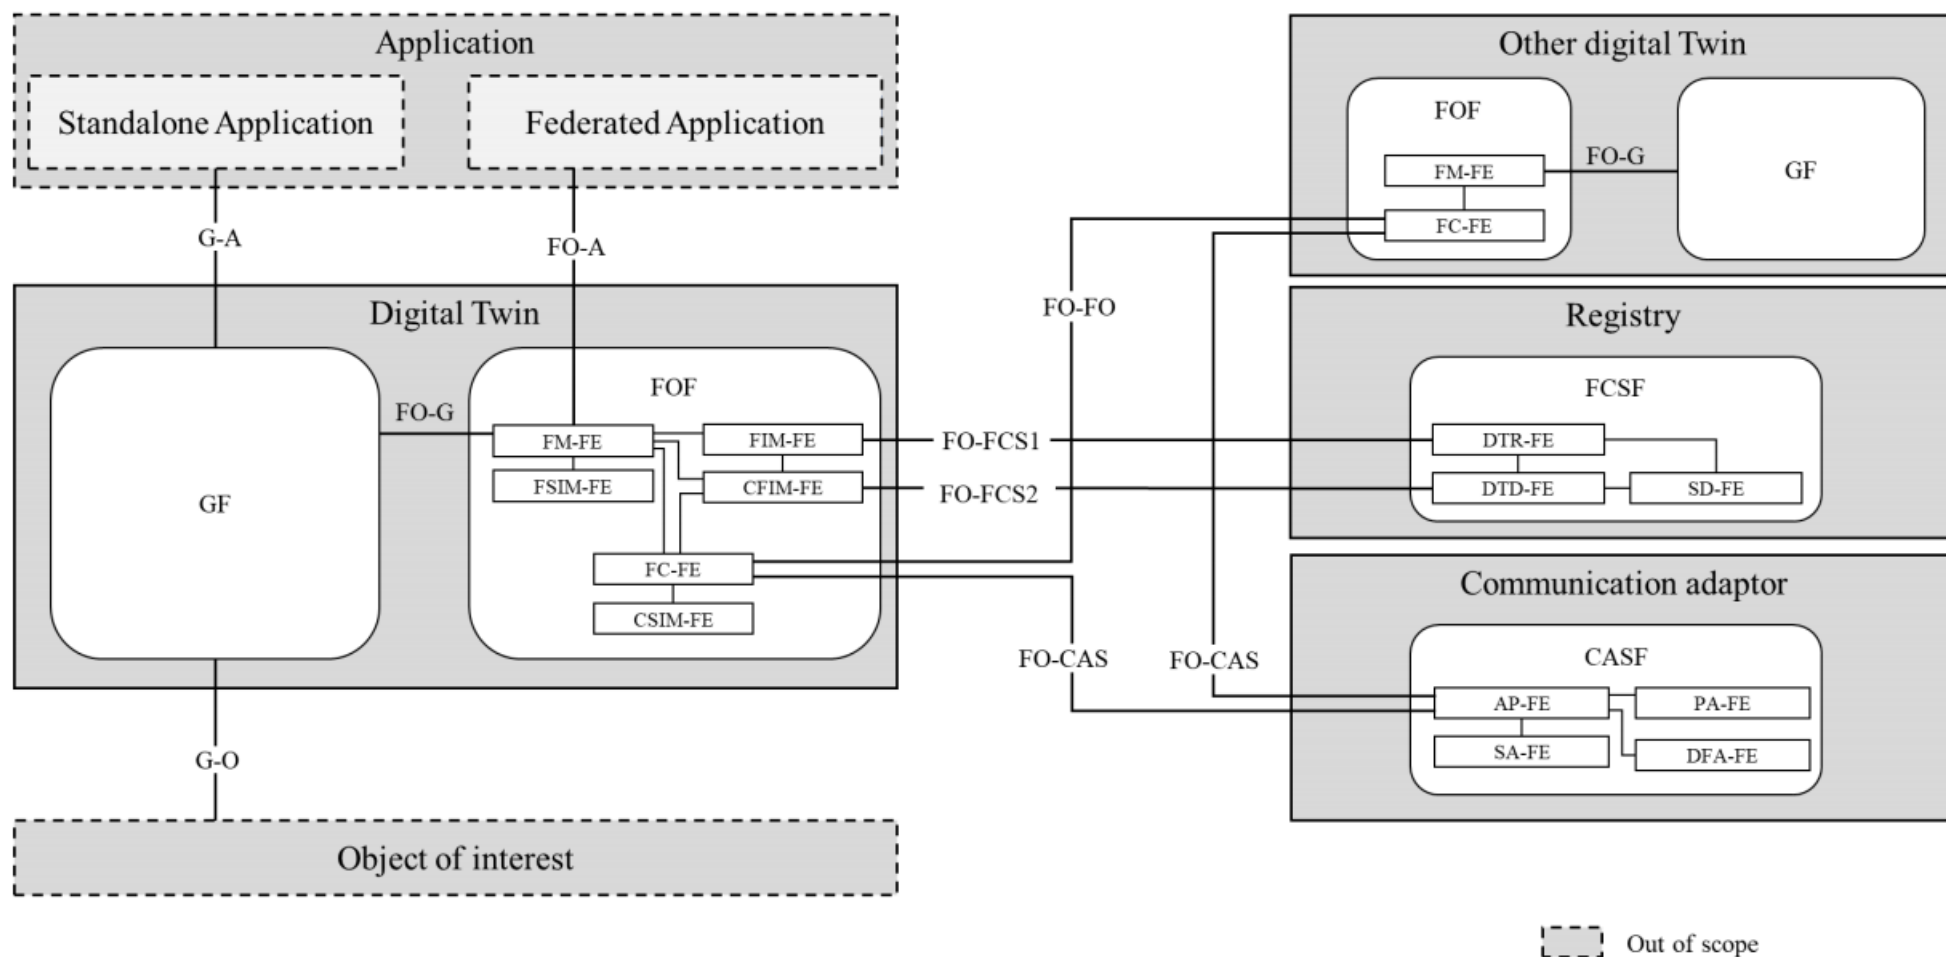 Application
Standalone Application
Federated Application
G-A
FO-A
Digital Twin
GF
FO-G
FOF
FM-FE
FIM-FE
FSIM-FE
CFIM-FE
FC-FE
CSIM-FE
G-O
Object of interest
FO-FCS1
FO-FCS2
FO-FO
FO-CAS
FO-CAS
Other digital Twin
FOF
FM-FE
FC-FE
FO-G
GF
Registry
FCSF
DTR-FE
DTD-FE
SD-FE
Communication adaptor
CASF
AP-FE
PA-FE
SA-FE
DFA-FE
Out of scope